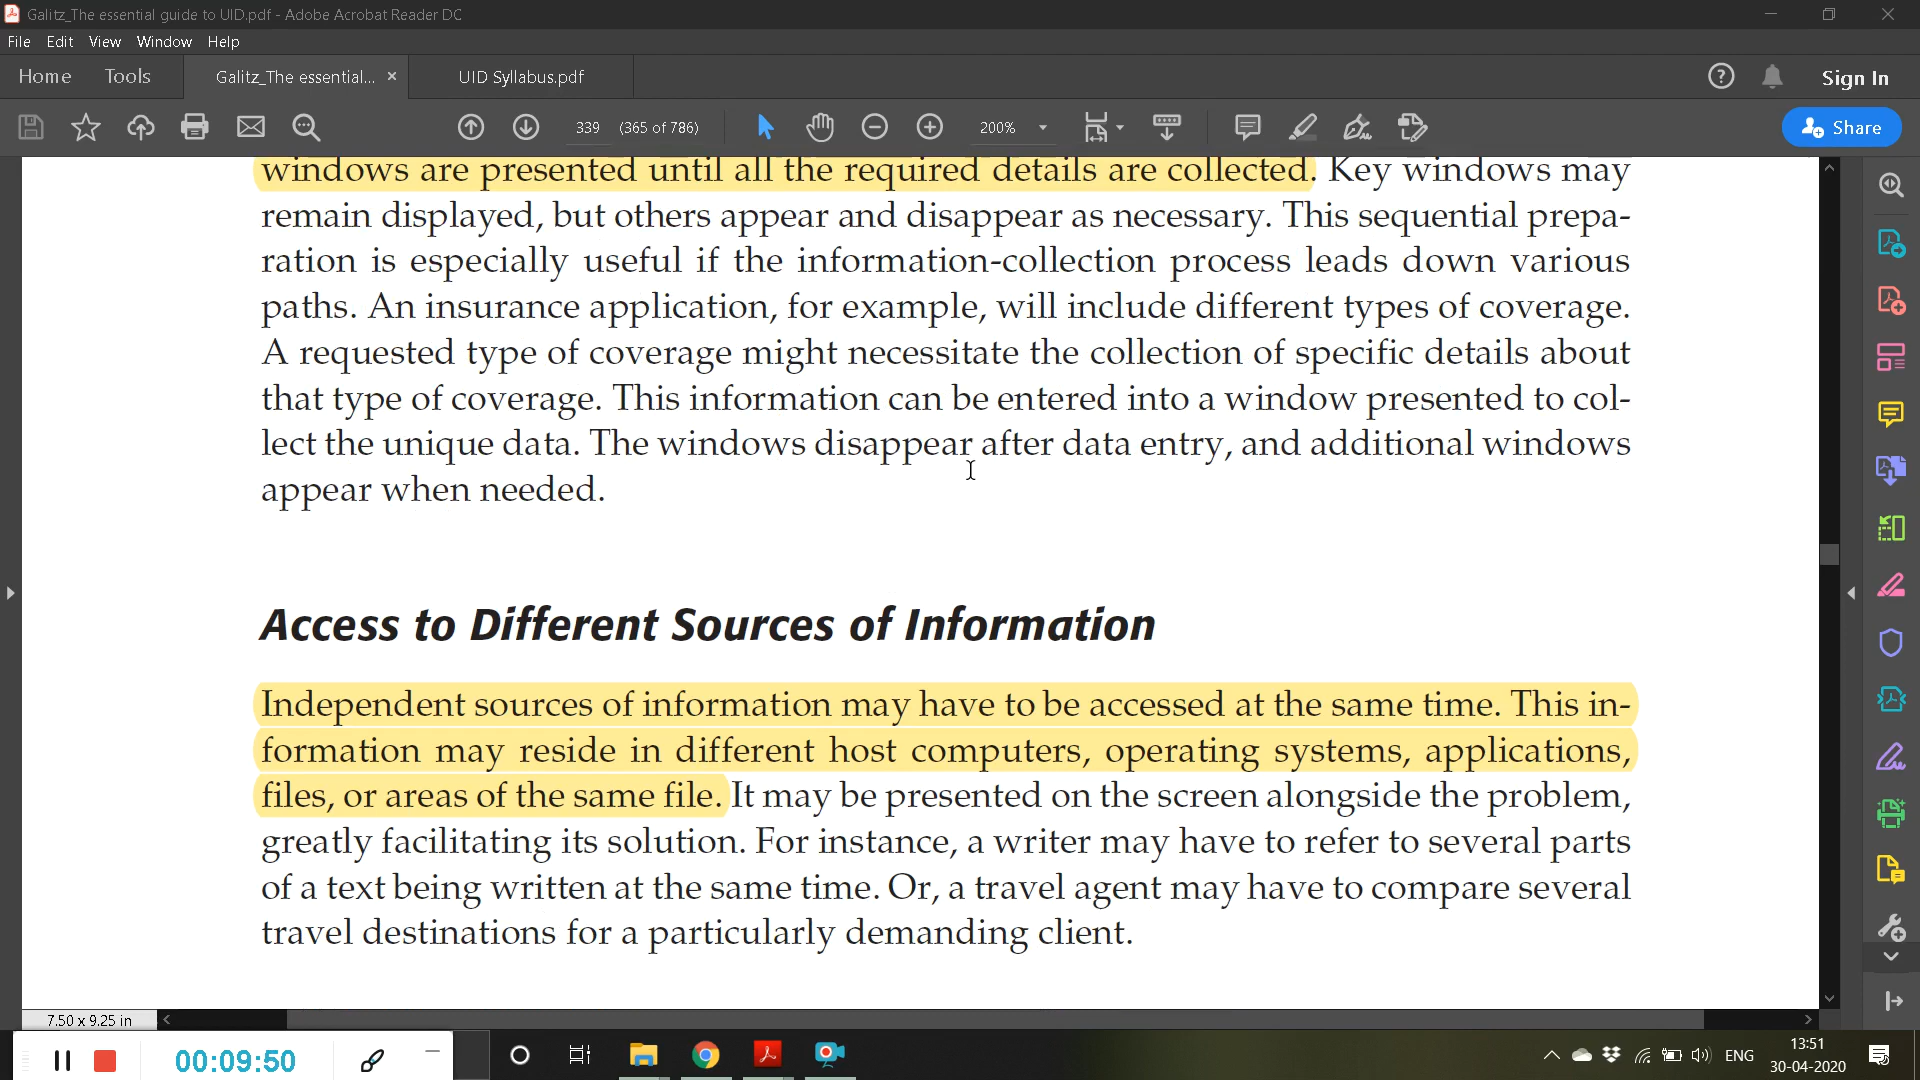 Galitz_The essential guide to UID.pdf - Adobe Acrobat Reader DC
File Edit View Window Help
Home Tools Galitz_The essential... × UID Syllabus.pdf Sign In
339 (365 of 786) 200% Share
windows are presented until all the required details are collected. Key windows may
remain displayed, but others appear and disappear as necessary. This sequential prepa-
ration is especially useful if the information-collection process leads down various
paths. An insurance application, for example, will include different types of coverage.
A requested type of coverage might necessitate the collection of specific details about
that type of coverage. This information can be entered into a window presented to col-
lect the unique data. The windows disappear after data entry, and additional windows
appear when needed.
Access to Different Sources of Information
Independent sources of information may have to be accessed at the same time. This in-
formation may reside in different host computers, operating systems, applications,
files, or areas of the same file. It may be presented on the screen alongside the problem,
greatly facilitating its solution. For instance, a writer may have to refer to several parts
of a text being written at the same time. Or, a travel agent may have to compare several
travel destinations for a particularly demanding client.
7.50 x 9.25 in
00:09:50
ENG
13:51
30-04-2020